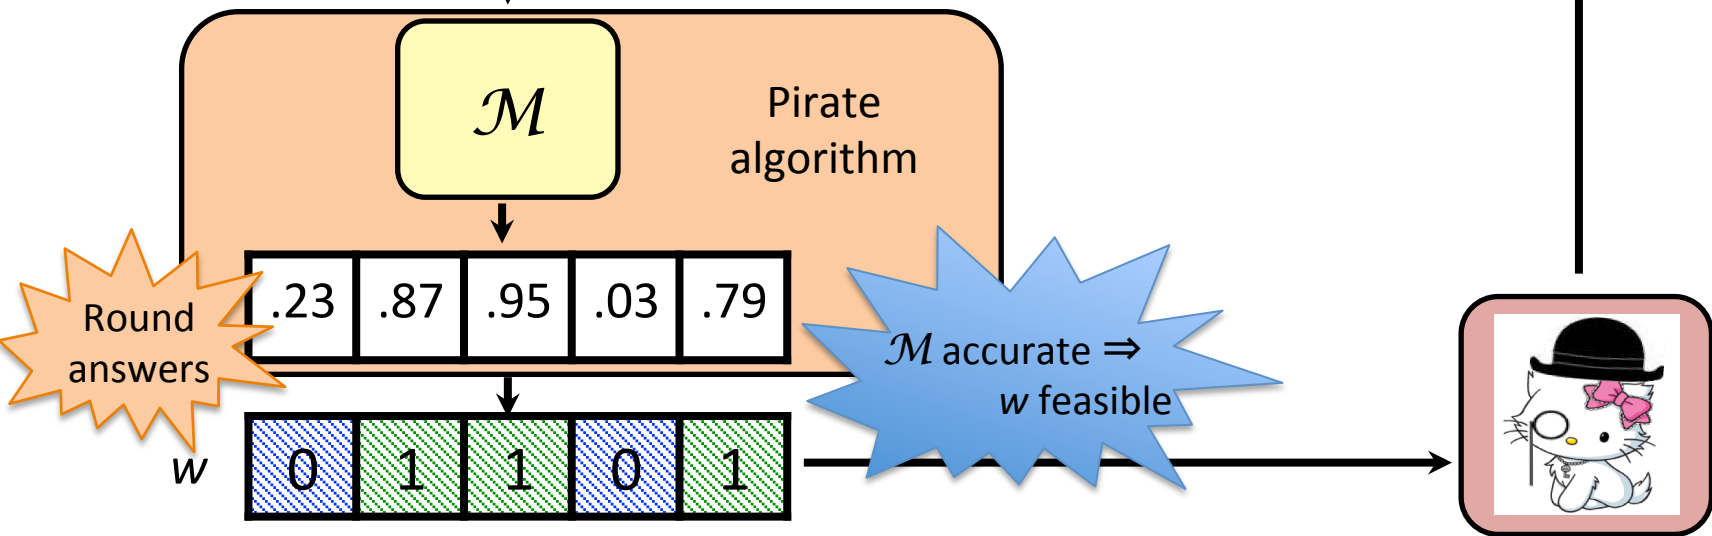 ℳ
Pirate
algorithm
.23 .87 .95 .03 .79
Round
answers
ℳ accurate ⇒
w feasible
w 0 1 1 0 1